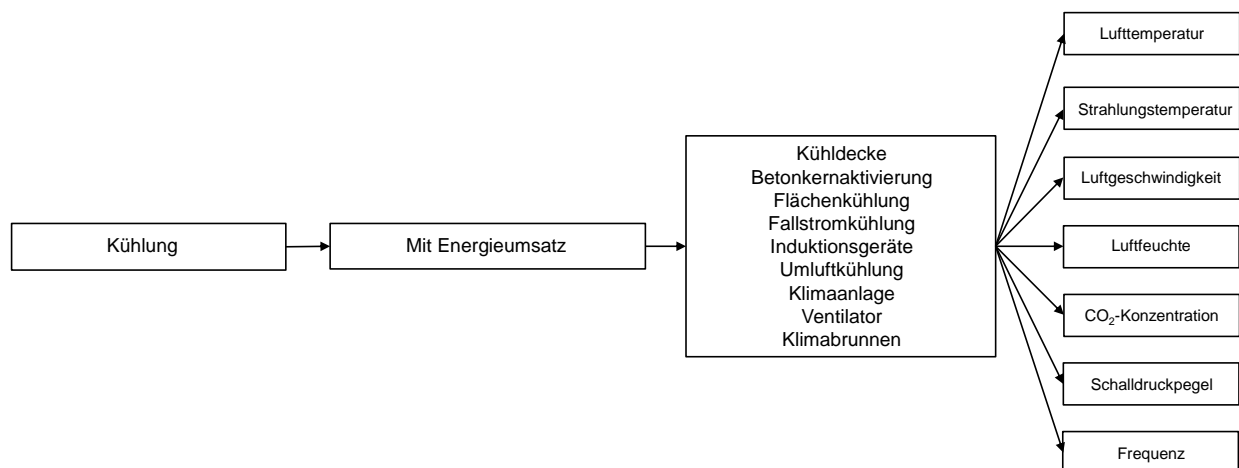 Kühlung
Mit Energieumsatz
Kühldecke
Betonkernaktivierung
Flächenkühlung
Fallstromkühlung
Induktionsgeräte
Umluftkühlung
Klimaanlage
Ventilator
Klimabrunnen
Lufttemperatur
Strahlungstemperatur
Luftgeschwindigkeit
Luftfeuchte
CO₂-Konzentration
Schalldruckpegel
Frequenz